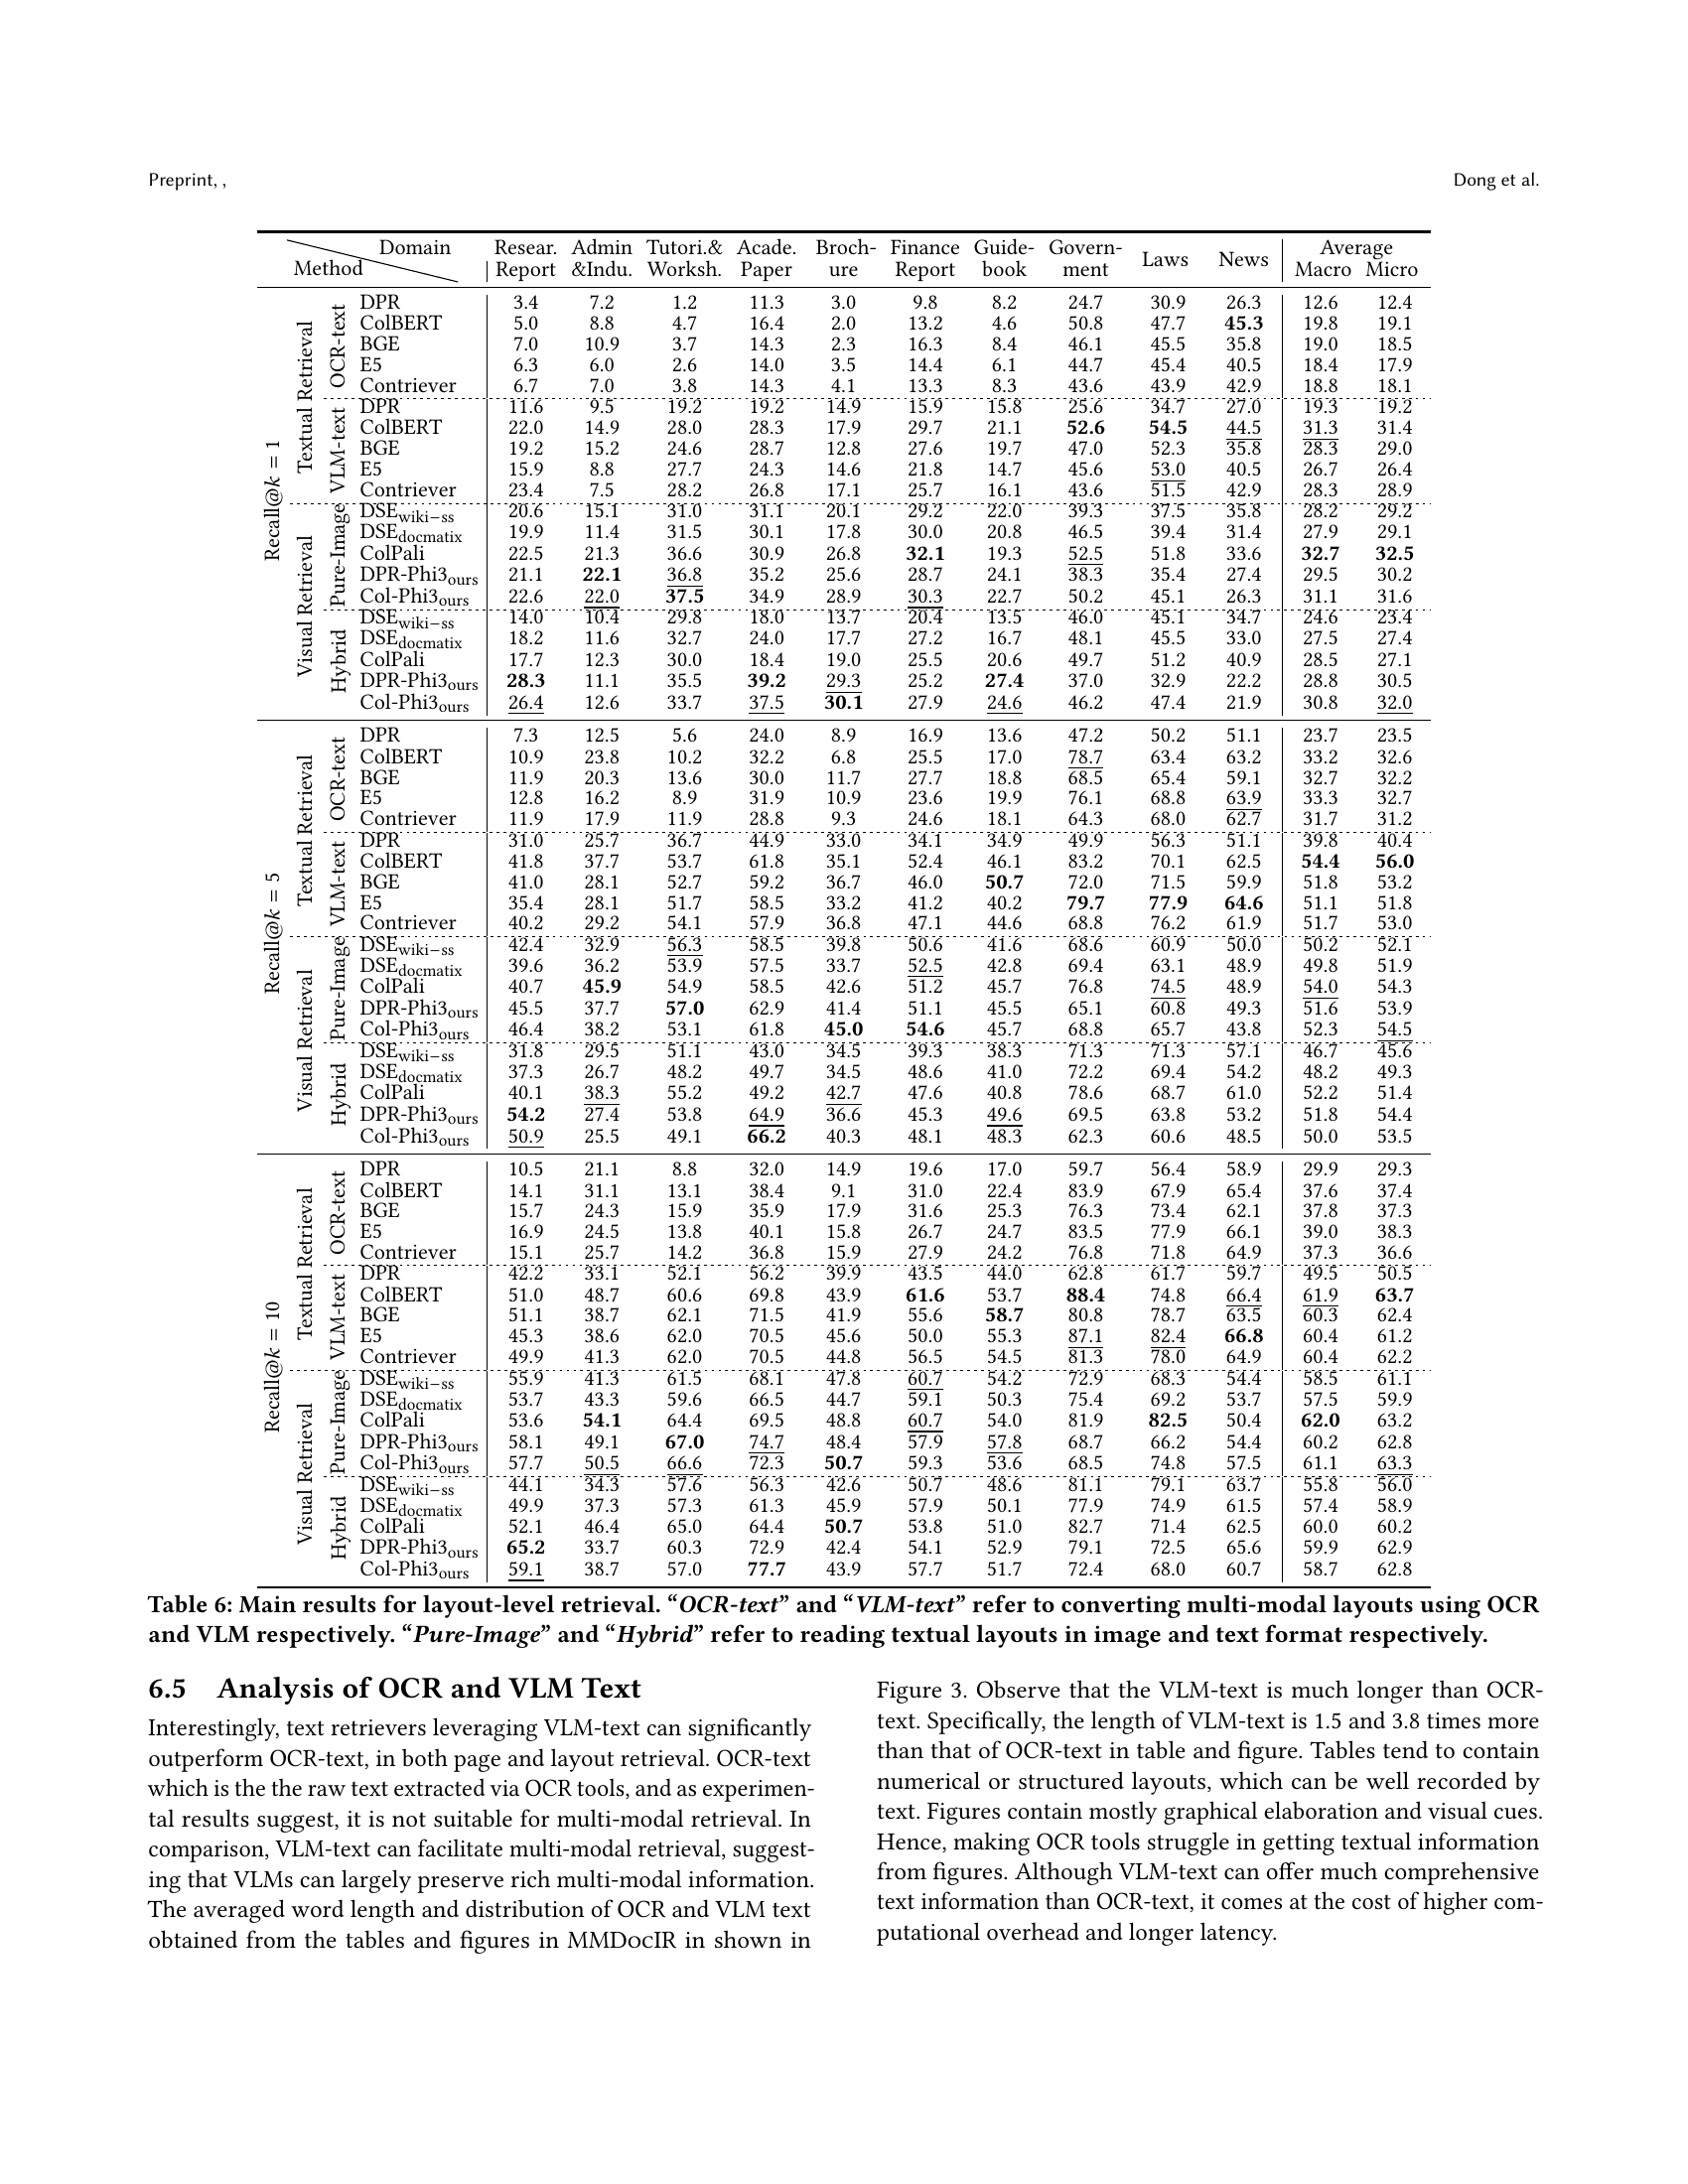 Preprint, ,
Dong et al.
Domain Method Resear. Report Admin &Indu. Tutori.& Worksh. Acade. Paper Broch-ure Finance Report Guide-book Govern-ment Laws News Average Macro Micro
Recall@k = 1
Textual Retrieval
OCR-text
DPR 3.4 7.2 1.2 11.3 3.0 9.8 8.2 24.7 30.9 26.3 12.6 12.4
ColBERT 5.0 8.8 4.7 16.4 2.0 13.2 4.6 50.8 47.7 45.3 19.8 19.1
BGE 7.0 10.9 3.7 14.3 2.3 16.3 8.4 46.1 45.5 35.8 19.0 18.5
E5 6.3 6.0 2.6 14.0 3.5 14.4 6.1 44.7 45.4 40.5 18.4 17.9
Contriever 6.7 7.0 3.8 14.3 4.1 13.3 8.3 43.6 43.9 42.9 18.8 18.1
VLM-text
DPR 11.6 9.5 19.2 19.2 14.9 15.9 15.8 25.6 34.7 27.0 19.3 19.2
ColBERT 22.0 14.9 28.0 28.3 17.9 29.7 21.1 52.6 54.5 44.5 31.3 31.4
BGE 19.2 15.2 24.6 28.7 12.8 27.6 19.7 47.0 52.3 35.8 28.3 29.0
E5 15.9 8.8 27.7 24.3 14.6 21.8 14.7 45.6 53.0 40.5 26.7 26.4
Contriever 23.4 7.5 28.2 26.8 17.1 25.7 16.1 43.6 51.5 42.9 28.3 28.9
Visual Retrieval
Pure-Image
DSEwiki−ss 20.6 15.1 31.0 31.1 20.1 29.2 22.0 39.3 37.5 35.8 28.2 29.2
DSEdocmatix 19.9 11.4 31.5 30.1 17.8 30.0 20.8 46.5 39.4 31.4 27.9 29.1
ColPali 22.5 21.3 36.6 30.9 26.8 32.1 19.3 52.5 51.8 33.6 32.7 32.5
DPR-Phi3ours 21.1 22.1 36.8 35.2 25.6 28.7 24.1 38.3 35.4 27.4 29.5 30.2
Col-Phi3ours 22.6 22.0 37.5 34.9 28.9 30.3 22.7 50.2 45.1 26.3 31.1 31.6
Hybrid
DSEwiki−ss 14.0 10.4 29.8 18.0 13.7 20.4 13.5 46.0 45.1 34.7 24.6 23.4
DSEdocmatix 18.2 11.6 32.7 24.0 17.7 27.2 16.7 48.1 45.5 33.0 27.5 27.4
ColPali 17.7 12.3 30.0 18.4 19.0 25.5 20.6 49.7 51.2 40.9 28.5 27.1
DPR-Phi3ours 28.3 11.1 35.5 39.2 29.3 25.2 27.4 37.0 32.9 22.2 28.8 30.5
Col-Phi3ours 26.4 12.6 33.7 37.5 30.1 27.9 24.6 46.2 47.4 21.9 30.8 32.0
Recall@k = 5
Textual Retrieval
OCR-text
DPR 7.3 12.5 5.6 24.0 8.9 16.9 13.6 47.2 50.2 51.1 23.7 23.5
ColBERT 10.9 23.8 10.2 32.2 6.8 25.5 17.0 78.7 63.4 63.2 33.2 32.6
BGE 11.9 20.3 13.6 30.0 11.7 27.7 18.8 68.5 65.4 59.1 32.7 32.2
E5 12.8 16.2 8.9 31.9 10.9 23.6 19.9 76.1 68.8 63.9 33.3 32.7
Contriever 11.9 17.9 11.9 28.8 9.3 24.6 18.1 64.3 68.0 62.7 31.7 31.2
VLM-text
DPR 31.0 25.7 36.7 44.9 33.0 34.1 34.9 49.9 56.3 51.1 39.8 40.4
ColBERT 41.8 37.7 53.7 61.8 35.1 52.4 46.1 83.2 70.1 62.5 54.4 56.0
BGE 41.0 28.1 52.7 59.2 36.7 46.0 50.7 72.0 71.5 59.9 51.8 53.2
E5 35.4 28.1 51.7 58.5 33.2 41.2 40.2 79.7 77.9 64.6 51.1 51.8
Contriever 40.2 29.2 54.1 57.9 36.8 47.1 44.6 68.8 76.2 61.9 51.7 53.0
Visual Retrieval
Pure-Image
DSEwiki−ss 42.4 32.9 56.3 58.5 39.8 50.6 41.6 68.6 60.9 50.0 50.2 52.1
DSEdocmatix 39.6 36.2 53.9 57.5 33.7 52.5 42.8 69.4 63.1 48.9 49.8 51.9
ColPali 40.7 45.9 54.9 58.5 42.6 51.2 45.7 76.8 74.5 48.9 54.0 54.3
DPR-Phi3ours 45.5 37.7 57.0 62.9 41.4 51.1 45.5 65.1 60.8 49.3 51.6 53.9
Col-Phi3ours 46.4 38.2 53.1 61.8 45.0 54.6 45.7 68.8 65.7 43.8 52.3 54.5
Hybrid
DSEwiki−ss 31.8 29.5 51.1 43.0 34.5 39.3 38.3 71.3 71.3 57.1 46.7 45.6
DSEdocmatix 37.3 26.7 48.2 49.7 34.5 48.6 41.0 72.2 69.4 54.2 48.2 49.3
ColPali 40.1 38.3 55.2 49.2 42.7 47.6 40.8 78.6 68.7 61.0 52.2 51.4
DPR-Phi3ours 54.2 27.4 53.8 64.9 36.6 45.3 49.6 69.5 63.8 53.2 51.8 54.4
Col-Phi3ours 50.9 25.5 49.1 66.2 40.3 48.1 48.3 62.3 60.6 48.5 50.0 53.5
Recall@k = 10
Textual Retrieval
OCR-text
DPR 10.5 21.1 8.8 32.0 14.9 19.6 17.0 59.7 56.4 58.9 29.9 29.3
ColBERT 14.1 31.1 13.1 38.4 9.1 31.0 22.4 83.9 67.9 65.4 37.6 37.4
BGE 15.7 24.3 15.9 35.9 17.9 31.6 25.3 76.3 73.4 62.1 37.8 37.3
E5 16.9 24.5 13.8 40.1 15.8 26.7 24.7 83.5 77.9 66.1 39.0 38.3
Contriever 15.1 25.7 14.2 36.8 15.9 27.9 24.2 76.8 71.8 64.9 37.3 36.6
VLM-text
DPR 42.2 33.1 52.1 56.2 39.9 43.5 44.0 62.8 61.7 59.7 49.5 50.5
ColBERT 51.0 48.7 60.6 69.8 43.9 61.6 53.7 88.4 74.8 66.4 61.9 63.7
BGE 51.1 38.7 62.1 71.5 41.9 55.6 58.7 80.8 78.7 63.5 60.3 62.4
E5 45.3 38.6 62.0 70.5 45.6 50.0 55.3 87.1 82.4 66.8 60.4 61.2
Contriever 49.9 41.3 62.0 70.5 44.8 56.5 54.5 81.3 78.0 64.9 60.4 62.2
Visual Retrieval
Pure-Image
DSEwiki−ss 55.9 41.3 61.5 68.1 47.8 60.7 54.2 72.9 68.3 54.4 58.5 61.1
DSEdocmatix 53.7 43.3 59.6 66.5 44.7 59.1 50.3 75.4 69.2 53.7 57.5 59.9
ColPali 53.6 54.1 64.4 69.5 48.8 60.7 54.0 81.9 82.5 50.4 62.0 63.2
DPR-Phi3ours 58.1 49.1 67.0 74.7 48.4 57.9 57.8 68.7 66.2 54.4 60.2 62.8
Col-Phi3ours 57.7 50.5 66.6 72.3 50.7 59.3 53.6 68.5 74.8 57.5 61.1 63.3
Hybrid
DSEwiki−ss 44.1 34.3 57.6 56.3 42.6 50.7 48.6 81.1 79.1 63.7 55.8 56.0
DSEdocmatix 49.9 37.3 57.3 61.3 45.9 57.9 50.1 77.9 74.9 61.5 57.4 58.9
ColPali 52.1 46.4 65.0 64.4 50.7 53.8 51.0 82.7 71.4 62.5 60.0 60.2
DPR-Phi3ours 65.2 33.7 60.3 72.9 42.4 54.1 52.9 79.1 72.5 65.6 59.9 62.9
Col-Phi3ours 59.1 38.7 57.0 77.7 43.9 57.7 51.7 72.4 68.0 60.7 58.7 62.8
Table 6: Main results for layout-level retrieval. “OCR-text” and “VLM-text” refer to converting multi-modal layouts using OCR
and VLM respectively. “Pure-Image” and “Hybrid” refer to reading textual layouts in image and text format respectively.
6.5 Analysis of OCR and VLM Text
Interestingly, text retrievers leveraging VLM-text can significantly
outperform OCR-text, in both page and layout retrieval. OCR-text
which is the the raw text extracted via OCR tools, and as experimen-
tal results suggest, it is not suitable for multi-modal retrieval. In
comparison, VLM-text can facilitate multi-modal retrieval, suggest-
ing that VLMs can largely preserve rich multi-modal information.
The averaged word length and distribution of OCR and VLM text
obtained from the tables and figures in MMDocIR in shown in
Figure 3. Observe that the VLM-text is much longer than OCR-
text. Specifically, the length of VLM-text is 1.5 and 3.8 times more
than that of OCR-text in table and figure. Tables tend to contain
numerical or structured layouts, which can be well recorded by
text. Figures contain mostly graphical elaboration and visual cues.
Hence, making OCR tools struggle in getting textual information
from figures. Although VLM-text can offer much comprehensive
text information than OCR-text, it comes at the cost of higher com-
putational overhead and longer latency.